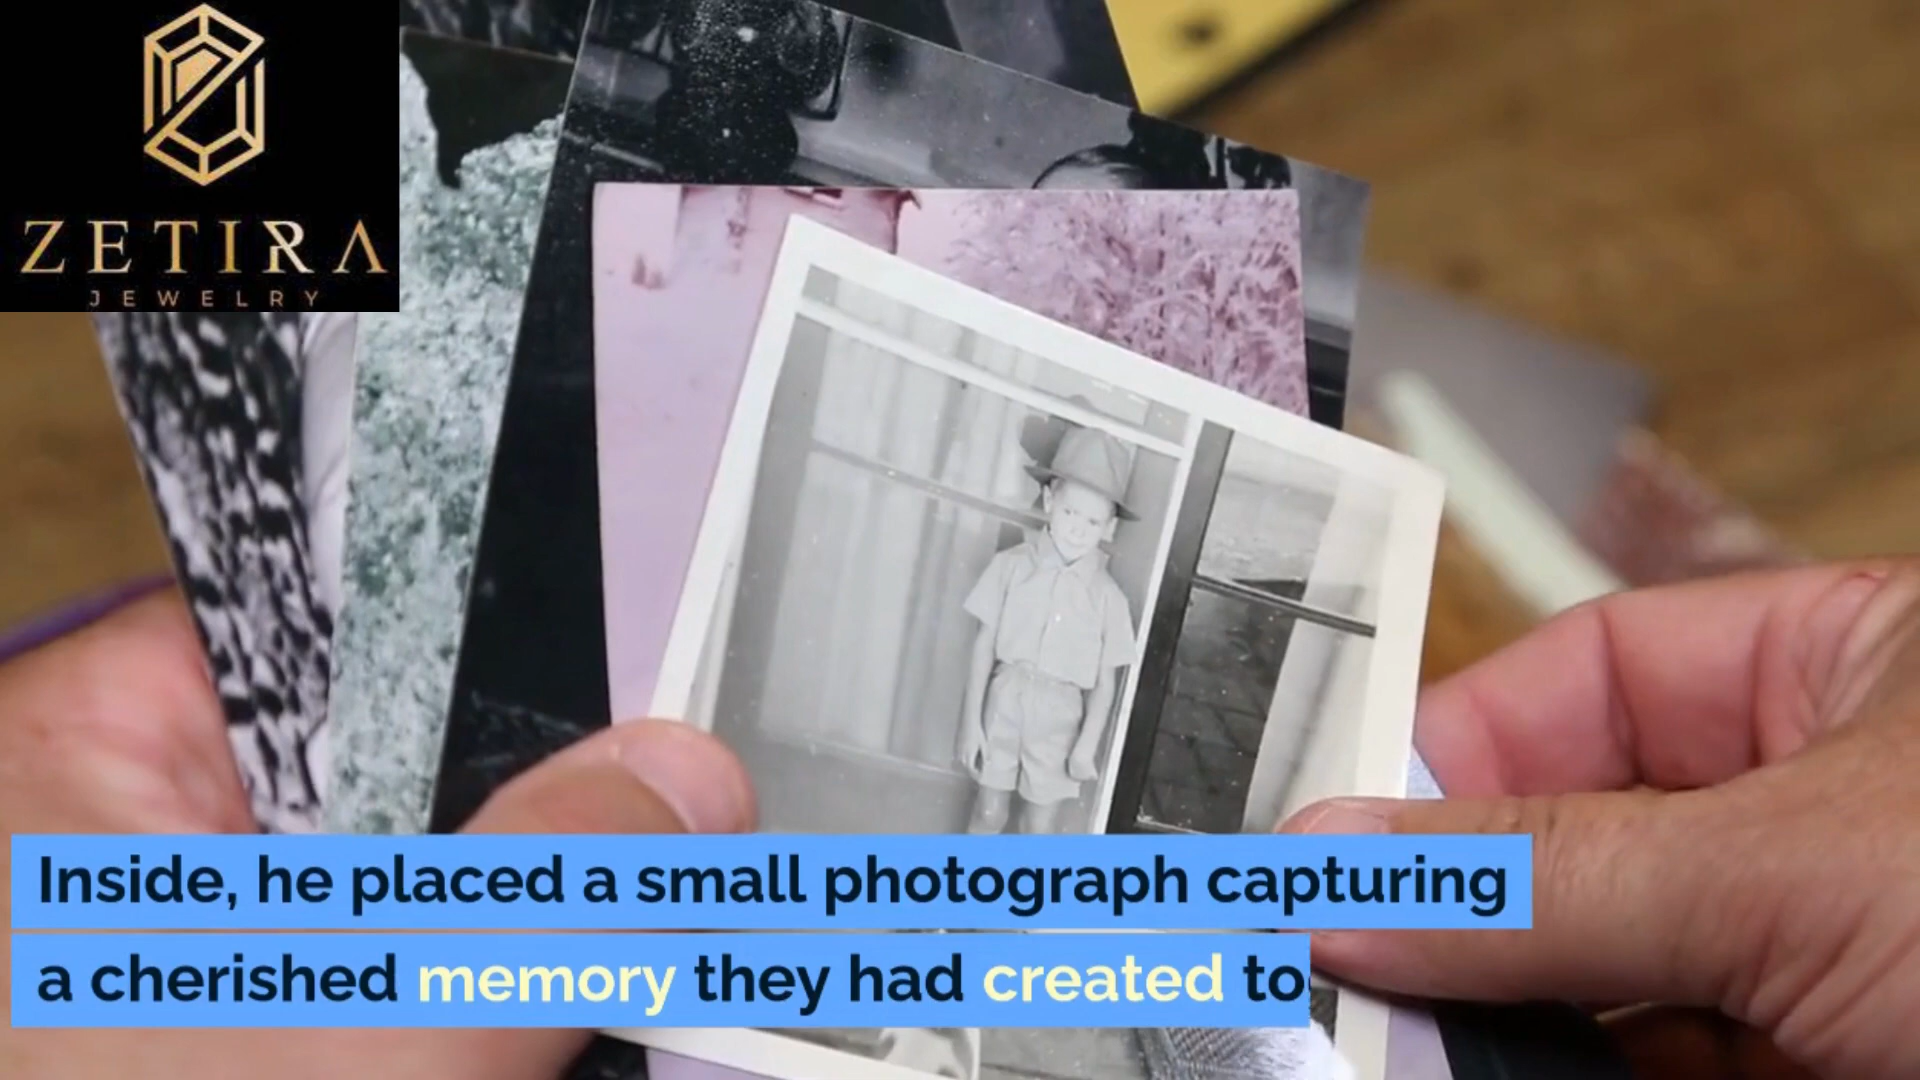 ZETIRA
JEWELRY
Inside, he placed a small photograph capturing
a cherished memory they had created to